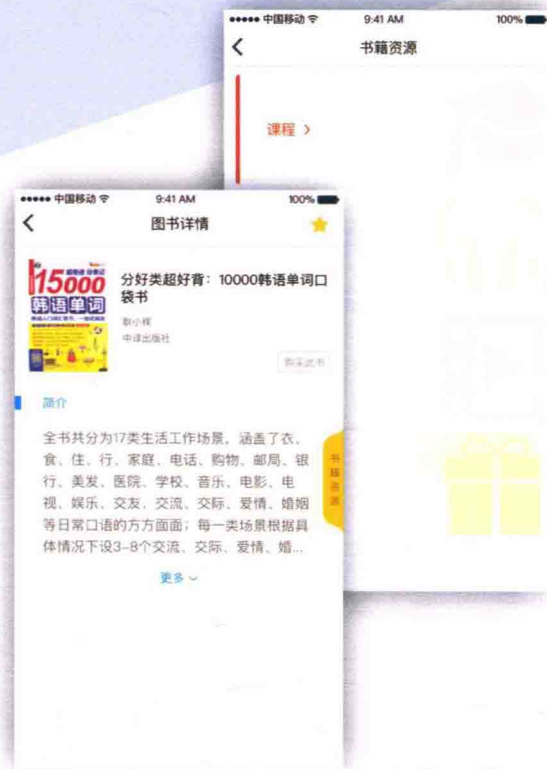 中国移动 9:41 AM 100%
书籍资源
课程
中国移动 9:41 AM 100%
图书详情
15000
韩语单词
分好类超好背：10000韩语单词口
袋书
中译出版社
购买此书
简介
全书共分为17类生活工作场景，涵盖了衣、
食、住、行、家庭、电话、购物、邮局、银
行、美发、医院、学校、音乐、电影、电
视、娱乐、交友、交流、交际、爱情、婚姻
等日常口语的方方面面；每一类场景根据具
体情况下设3-8个交流、交际、爱情、婚...
更多
书籍资源